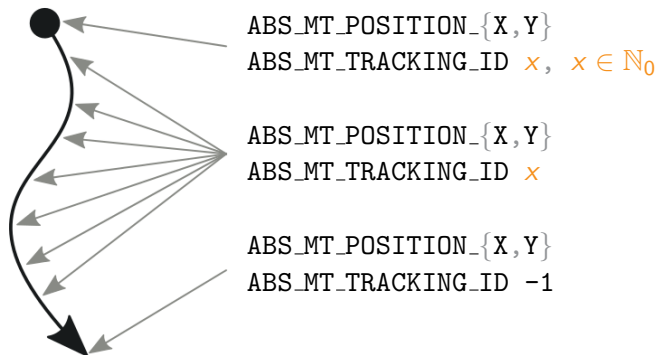 ABS_MT_POSITION_{X,Y}
ABS_MT_TRACKING_ID x, x ∈ ℕ₀
ABS_MT_POSITION_{X,Y}
ABS_MT_TRACKING_ID x
ABS_MT_POSITION_{X,Y}
ABS_MT_TRACKING_ID -1